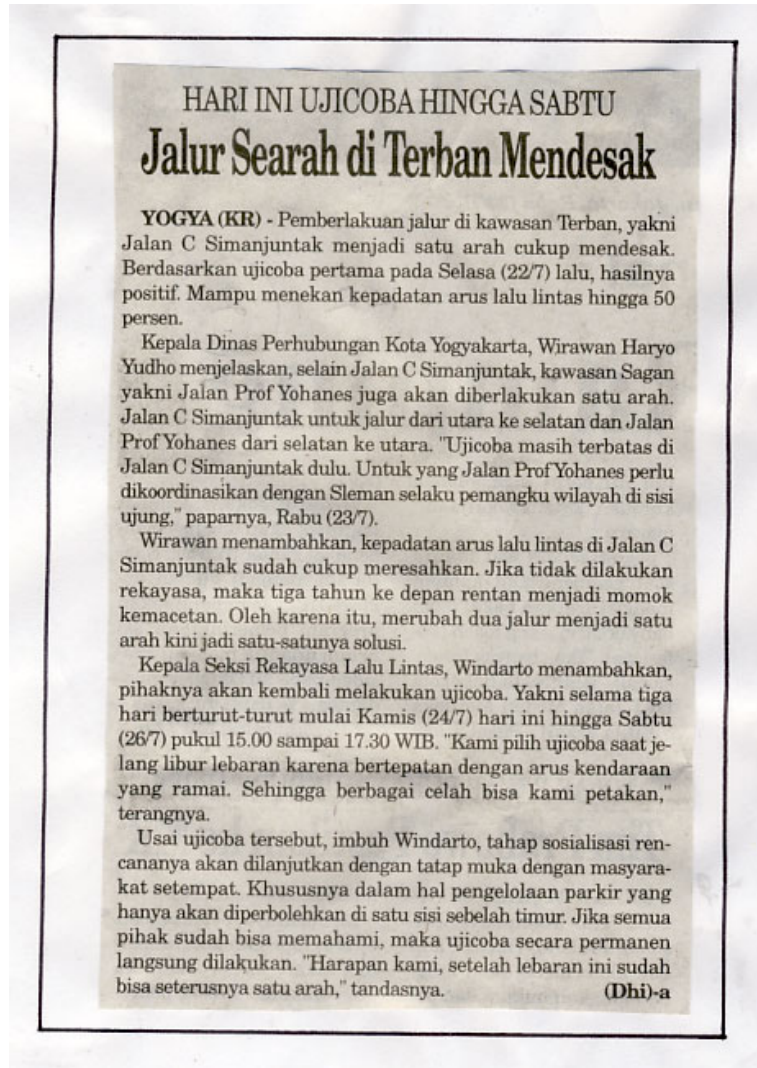 HARI INI UJICOBA HINGGA SABTU
Jalur Searah di Terban Mendesak
YOGYA (KR) - Pemberlakuan jalur di kawasan Terban, yakni
Jalan C Simanjuntak menjadi satu arah cukup mendesak.
Berdasarkan ujicoba pertama pada Selasa (22/7) lalu, hasilnya
positif. Mampu menekan kepadatan arus lalu lintas hingga 50
persen.
Kepala Dinas Perhubungan Kota Yogyakarta, Wirawan Haryo
Yudho menjelaskan, selain Jalan C Simanjuntak, kawasan Sagan
yakni Jalan Prof Yohanes juga akan diberlakukan satu arah.
Jalan C Simanjuntak untuk jalur dari utara ke selatan dan Jalan
Prof Yohanes dari selatan ke utara. "Ujicoba masih terbatas di
Jalan C Simanjuntak dulu. Untuk yang Jalan Prof Yohanes perlu
dikoordinasikan dengan Sleman selaku pemangku wilayah di sisi
ujung," paparnya, Rabu (23/7).
Wirawan menambahkan, kepadatan arus lalu lintas di Jalan C
Simanjuntak sudah cukup meresahkan. Jika tidak dilakukan
rekayasa, maka tiga tahun ke depan rentan menjadi momok
kemacetan. Oleh karena itu, merubah dua jalur menjadi satu
arah kini jadi satu-satunya solusi.
Kepala Seksi Rekayasa Lalu Lintas, Windarto menambahkan,
pihaknya akan kembali melakukan ujicoba. Yakni selama tiga
hari berturut-turut mulai Kamis (24/7) hari ini hingga Sabtu
(26/7) pukul 15.00 sampai 17.30 WIB. "Kami pilih ujicoba saat je-
lang libur lebaran karena bertepatan dengan arus kendaraan
yang ramai. Sehingga berbagai celah bisa kami petakan,"
terangnya.
Usai ujicoba tersebut, imbuh Windarto, tahap sosialisasi ren-
cananya akan dilanjutkan dengan tatap muka dengan masyara-
kat setempat. Khususnya dalam hal pengelolaan parkir yang
hanya akan diperbolehkan di satu sisi sebelah timur. Jika semua
pihak sudah bisa memahami, maka ujicoba secara permanen
langsung dilakukan. "Harapan kami, setelah lebaran ini sudah
bisa seterusnya satu arah," tandasnya. (Dhi)-a